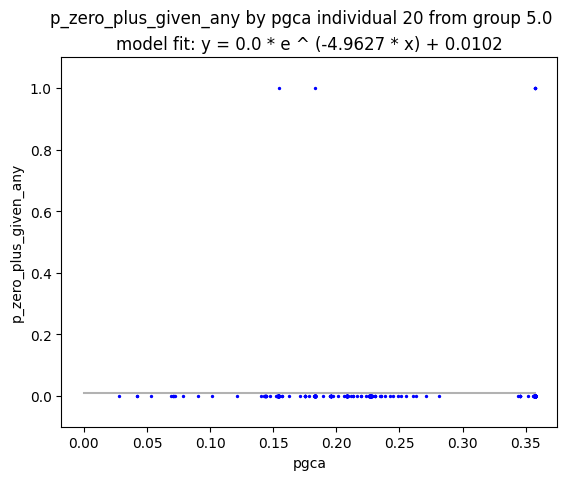 p_zero_plus_given_any by pgca individual 20 from group 5.0
model fit: y = 0.0 * e ^ (-4.9627 * x) + 0.0102
p_zero_plus_given_any
1.0
0.8
0.6
0.4
0.2
0.0
0.00 0.05 0.10 0.15 0.20 0.25 0.30 0.35
pgca